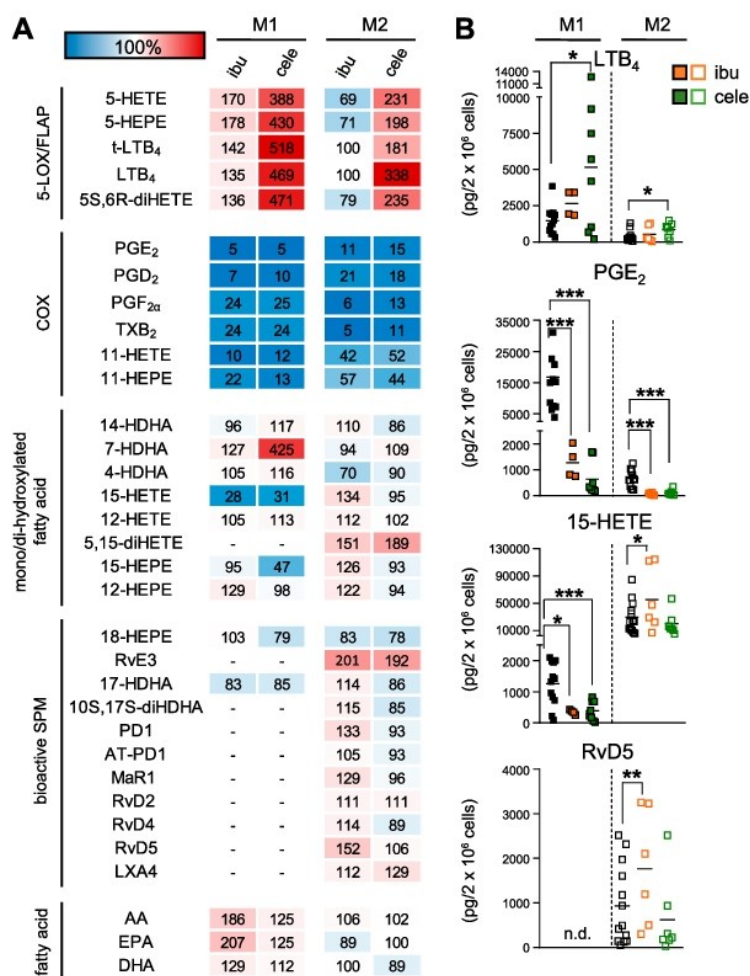 A
100%
M1 M2
ibu cele ibu cele
5-LOX/FLAP
5-HETE 170 388 69 231
5-HEPE 178 430 71 198
t-LTB4 142 518 100 181
LTB4 135 469 100 338
5S,6R-diHETE 136 471 79 235
COX
PGE2 5 5 11 15
PGD2 7 10 21 18
PGF2α 24 25 6 13
TXB2 24 24 5 11
11-HETE 10 12 42 52
11-HEPE 22 13 57 44
mono/di-hydroxylated
fatty acid
14-HDHA 96 117 110 86
7-HDHA 127 425 94 109
4-HDHA 105 116 70 90
15-HETE 28 31 134 95
12-HETE 105 113 112 102
5,15-diHETE - - 151 189
15-HEPE 95 47 126 93
12-HEPE 129 98 122 94
bioactive SPM
18-HEPE 103 79 83 78
RvE3 - - 201 192
17-HDHA 83 85 114 86
10S,17S-diHDHA - - 115 85
PD1 - - 133 93
AT-PD1 - - 105 93
MaR1 - - 129 96
RvD2 - - 111 111
RvD4 - - 114 89
RvD5 - - 152 106
LXA4 - - 112 129
fatty acid
AA 186 125 106 102
EPA 207 125 89 100
DHA 129 112 100 89
B
M1 M2
LTB4
ibu
cele
(pg/2 x 10⁶ cells)
14000
11000
10000
7500
5000
2500
0
*
*
PGE2
(pg/2 x 10⁶ cells)
35000
25000
15000
5000
2000
1000
0
***
***
***
***
15-HETE
(pg/2 x 10⁶ cells)
130000
90000
50000
10000
2000
1000
0
***
*
*
RvD5
(pg/2 x 10⁶ cells)
4000
3000
2000
1000
0
**
n.d.